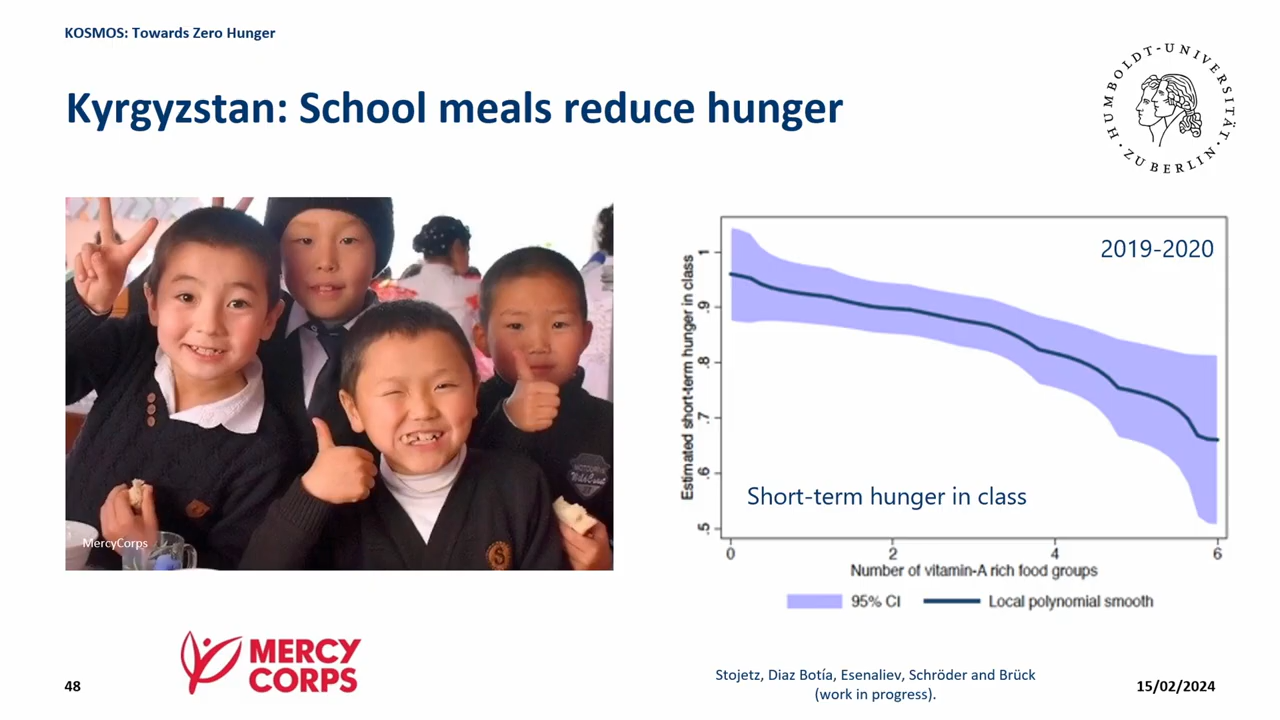 KOSMOS: Towards Zero Hunger
HUMBOLDT-UNIVERSITÄT
· ZU BERLIN ·
Kyrgyzstan: School meals reduce hunger
MercyCorps
2019-2020
Estimated short-term hunger in class
1
.9
.8
.7
.6
.5
Short-term hunger in class
0 2 4 6
Number of vitamin-A rich food groups
95% CI Local polynomial smooth
MERCY
CORPS
Stojetz, Diaz Botía, Esenaliev, Schröder and Brück
(work in progress).
48
15/02/2024